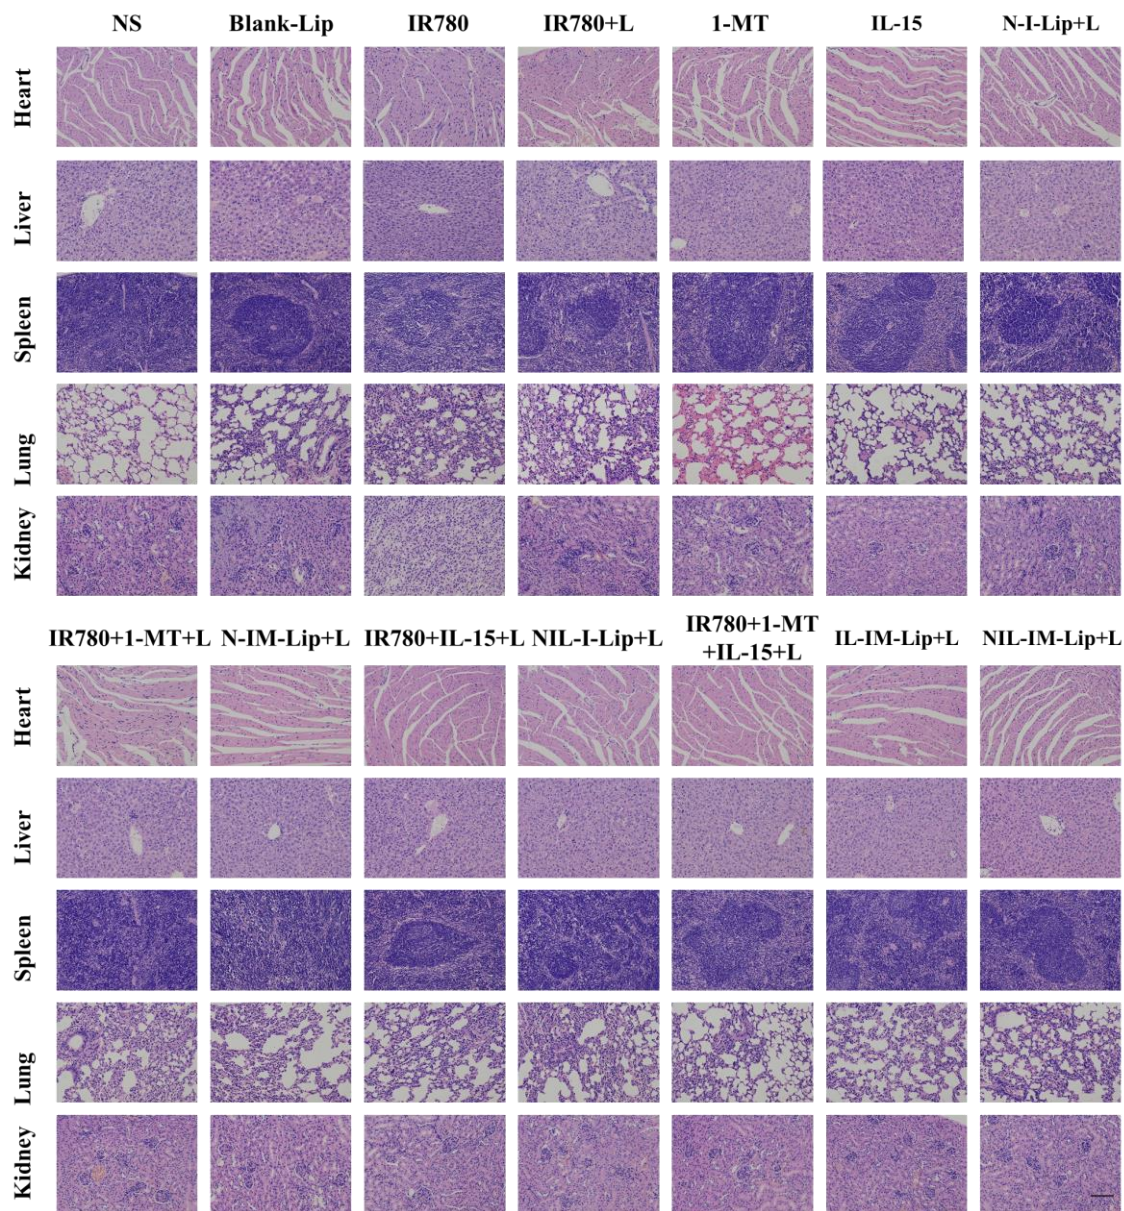 NS Blank-Lip IR780 IR780+L 1-MT IL-15 N-I-Lip+L
Heart
Liver
Spleen
Lung
Kidney
IR780+1-MT+L N-IM-Lip+L IR780+IL-15+L NIL-I-Lip+L IR780+1-MT
+IL-15+L IL-IM-Lip+L NIL-IM-Lip+L
Heart
Liver
Spleen
Lung
Kidney